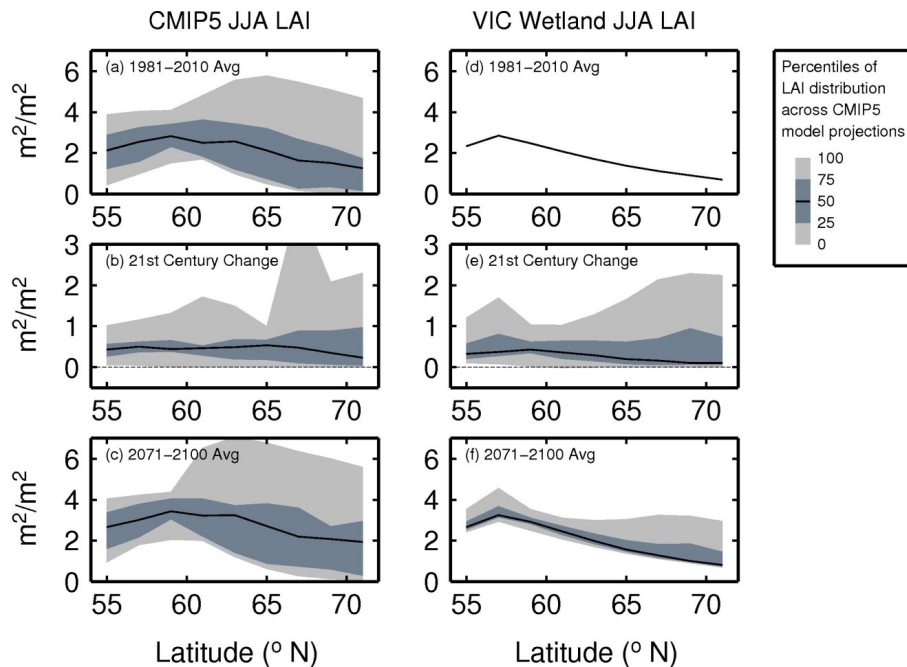 CMIP5 JJA LAI
VIC Wetland JJA LAI
(a) 1981−2010 Avg
m²/m²
6
4
2
0
55 60 65 70
(d) 1981−2010 Avg
6
4
2
0
55 60 65 70
Percentiles of
LAI distribution
across CMIP5
model projections
100
75
50
25
0
(b) 21st Century Change
m²/m²
3
2
1
0
55 60 65 70
(e) 21st Century Change
3
2
1
0
55 60 65 70
(c) 2071−2100 Avg
m²/m²
6
4
2
0
55 60 65 70
Latitude (° N)
(f) 2071−2100 Avg
6
4
2
0
55 60 65 70
Latitude (° N)